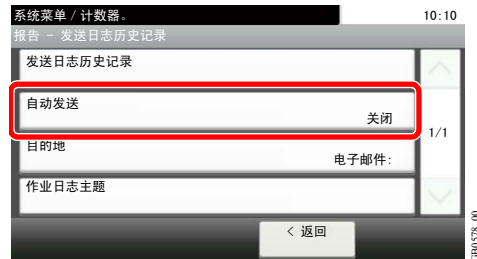 系统菜单 / 计数器。
10:10
报告 - 发送日志历史记录
发送日志历史记录
自动发送
关闭
1/1
目的地
电子邮件:
作业日志主题
< 返回